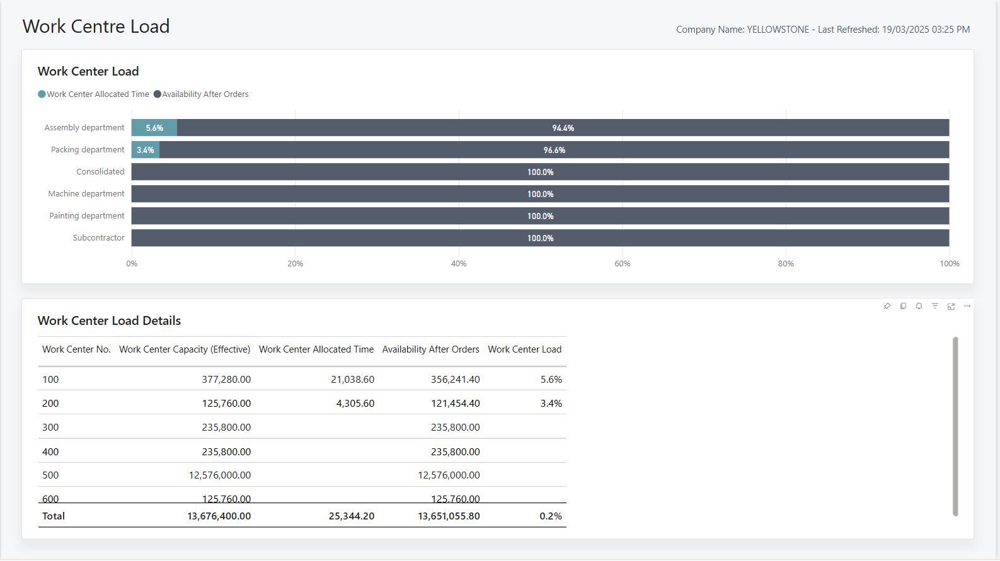 Work Centre Load
Company Name: YELLOWSTONE - Last Refreshed: 19/03/2025 03:25 PM
Work Center Load
Work Center Allocated Time Availability After Orders
Assembly department 5.6% 94.4%
Packing department 3.4% 96.6%
Consolidated 100.0%
Machine department 100.0%
Painting department 100.0%
Subcontractor 100.0%
0% 20% 40% 60% 80% 100%
Work Center Load Details
Work Center No. Work Center Capacity (Effective) Work Center Allocated Time Availability After Orders Work Center Load
100 377,280.00 21,038.60 356,241.40 5.6%
200 125,760.00 4,305.60 121,454.40 3.4%
300 235,800.00 235,800.00
400 235,800.00 235,800.00
500 12,576,000.00 12,576,000.00
600 125,760.00 125,760.00
Total 13,676,400.00 25,344.20 13,651,055.80 0.2%